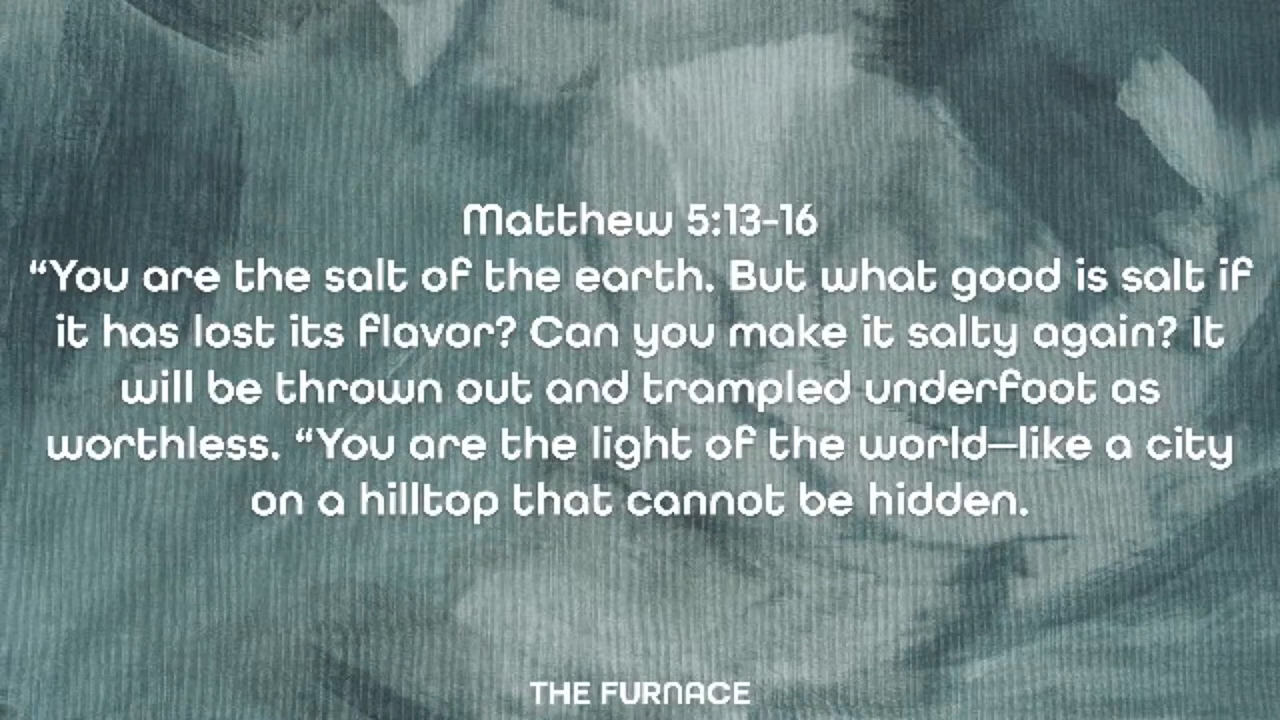 Matthew 5:13-16
“You are the salt of the earth. But what good is salt if
it has lost its flavor? Can you make it salty again? It
will be thrown out and trampled underfoot as
worthless. “You are the light of the world—like a city
on a hilltop that cannot be hidden.
THE FURNACE